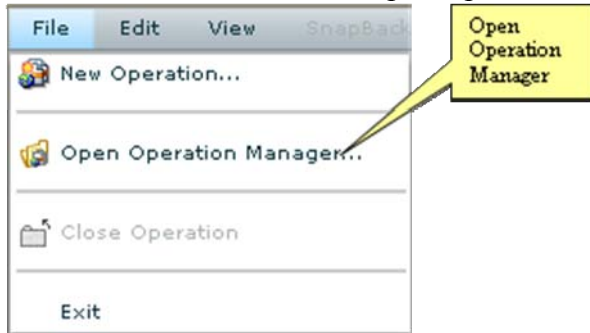 File Edit View SnapBack
New Operation...
Open Operation Manager...
Close Operation
Exit
Open
Operation
Manager